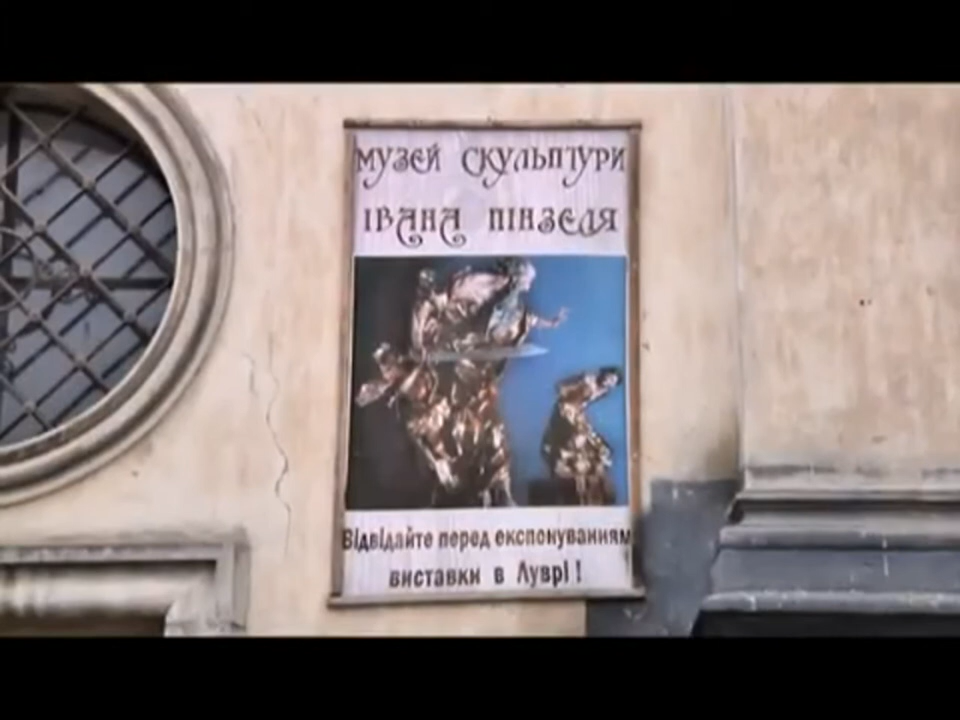 МУЗЕЙ СКУЛЬПТУРИ
ІВАНА ПІНЗЕЛЯ
Відвідайте перед експонуванням
виставки в Луврі !